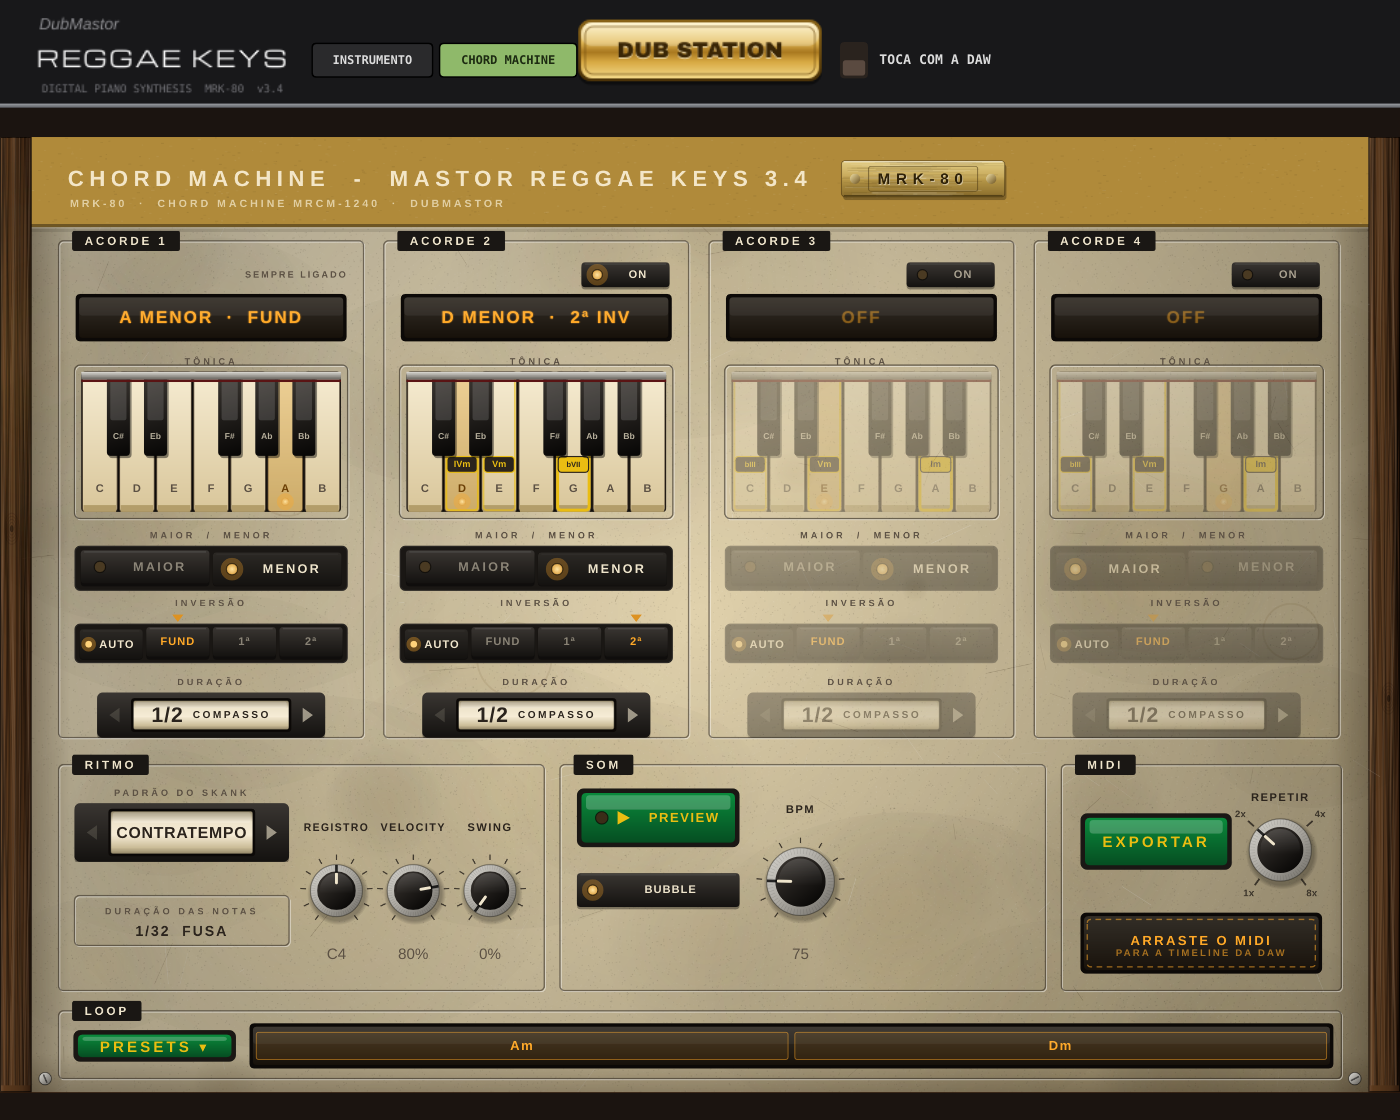 DubMastor
REGGAE KEYS
DIGITAL PIANO SYNTHESIS MRK-80 v3.4
INSTRUMENTO
CHORD MACHINE
DUB STATION
TOCA COM A DAW
CHORD MACHINE - MASTOR REGGAE KEYS 3.4
MRK-80
MRK-80 · CHORD MACHINE MRCM-1240 · DUBMASTOR
ACORDE 1
SEMPRE LIGADO
A MENOR · FUND
TÔNICA
C# Eb F# Ab Bb
C D E F G A B
MAIOR / MENOR
MAIOR MENOR
INVERSÃO
AUTO FUND 1ª 2ª
DURAÇÃO
1/2 COMPASSO
ACORDE 2
ON
D MENOR · 2ª INV
TÔNICA
C# Eb F# Ab Bb
IVm Vm bVII
C D E F G A B
MAIOR / MENOR
MAIOR MENOR
INVERSÃO
AUTO FUND 1ª 2ª
DURAÇÃO
1/2 COMPASSO
ACORDE 3
ON
OFF
TÔNICA
C# Eb F# Ab Bb
bIII Vm Im
C D E F G A B
MAIOR / MENOR
MAIOR MENOR
INVERSÃO
AUTO FUND 1ª 2ª
DURAÇÃO
1/2 COMPASSO
ACORDE 4
ON
OFF
TÔNICA
C# Eb F# Ab Bb
bIII Vm Im
C D E F G A B
MAIOR / MENOR
MAIOR MENOR
INVERSÃO
AUTO FUND 1ª 2ª
DURAÇÃO
1/2 COMPASSO
RITMO
PADRÃO DO SKANK
CONTRATEMPO
DURAÇÃO DAS NOTAS
1/32 FUSA
REGISTRO VELOCITY SWING
C4 80% 0%
SOM
PREVIEW
BUBBLE
BPM
75
MIDI
EXPORTAR
REPETIR
2x 4x
1x 8x
ARRASTE O MIDI
PARA A TIMELINE DA DAW
LOOP
PRESETS ▼
Am
Dm